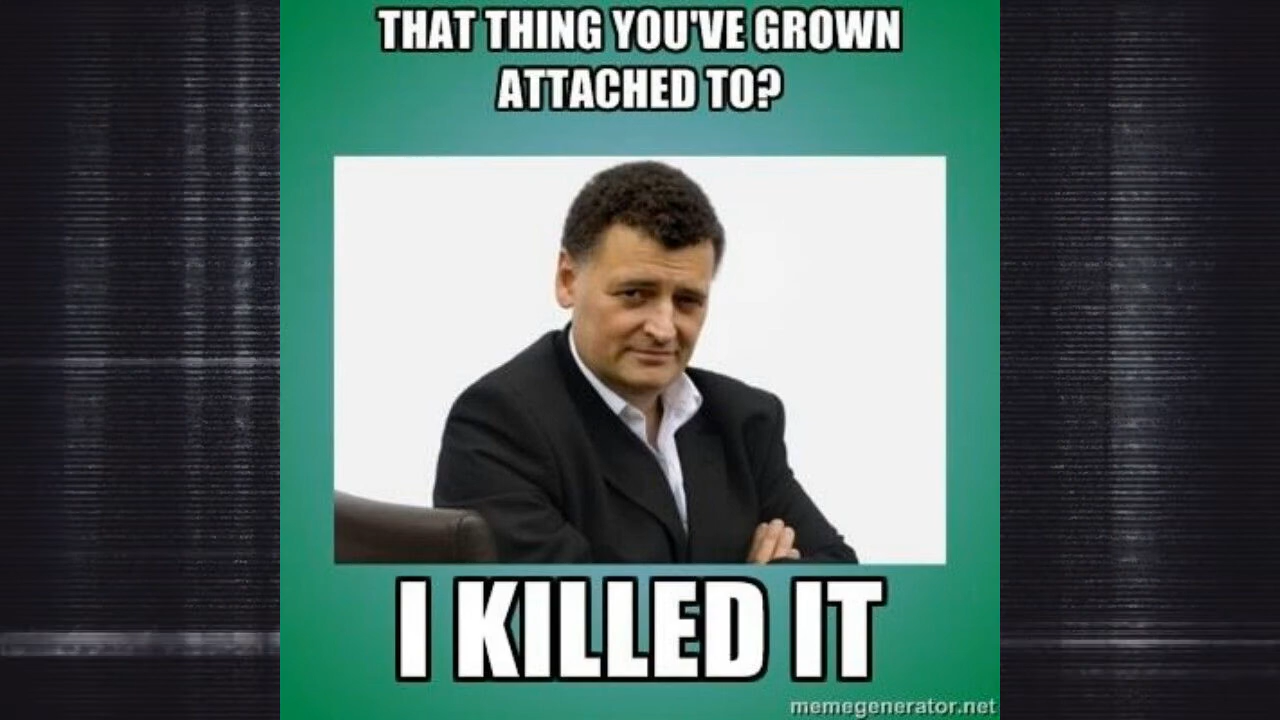 THAT THING YOU'VE GROWN
ATTACHED TO?
I KILLED IT
memegenerator.net